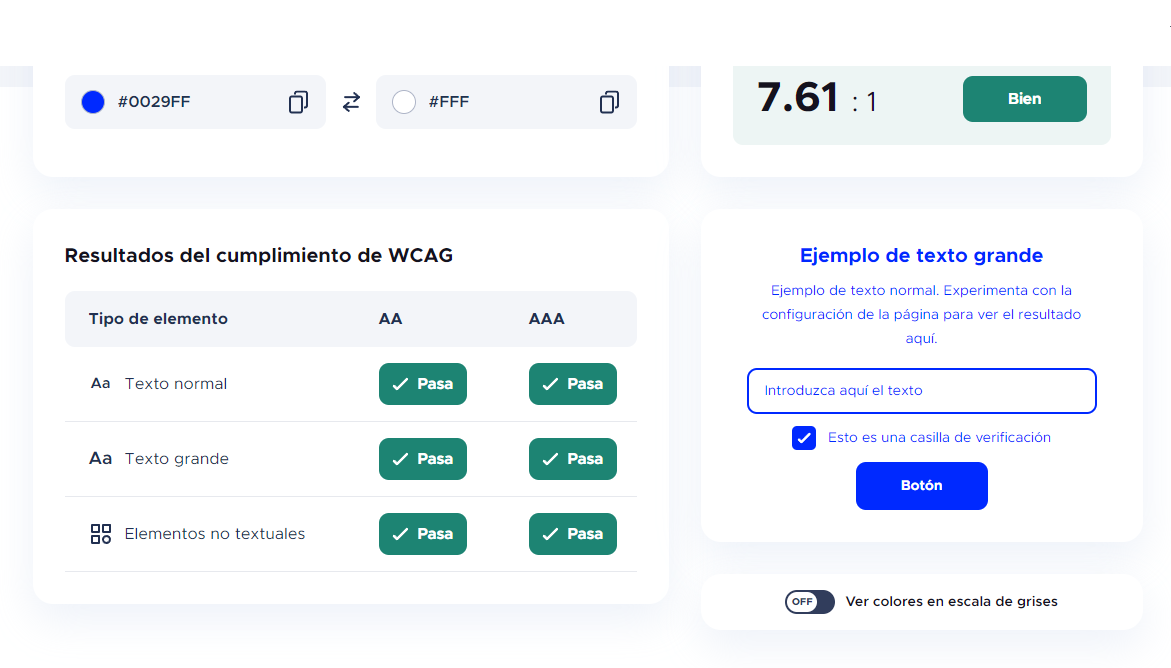 #0029FF
#FFF
7.61 : 1
Bien
Resultados del cumplimiento de WCAG
Tipo de elemento AA AAA
Aa Texto normal Pasa Pasa
Aa Texto grande Pasa Pasa
Elementos no textuales Pasa Pasa
Ejemplo de texto grande
Ejemplo de texto normal. Experimenta con la
configuración de la página para ver el resultado
aquí.
Introduzca aquí el texto
Esto es una casilla de verificación
Botón
OFF Ver colores en escala de grises